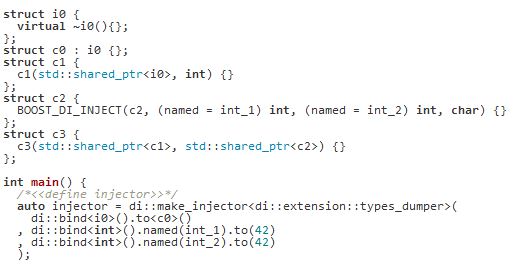 struct i0 {
  virtual ~i0(){};
};
struct c0 : i0 {};
struct c1 {
  c1(std::shared_ptr<i0>, int) {}
};
struct c2 {
  BOOST_DI_INJECT(c2, (named = int_1) int, (named = int_2) int, char) {}
};
struct c3 {
  c3(std::shared_ptr<c1>, std::shared_ptr<c2>) {}
};

int main() {
  /*<<define injector>>*/
  auto injector = di::make_injector<di::extension::types_dumper>(
    di::bind<i0>().to<c0>()
  , di::bind<int>().named(int_1).to(42)
  , di::bind<int>().named(int_2).to(42)
  );